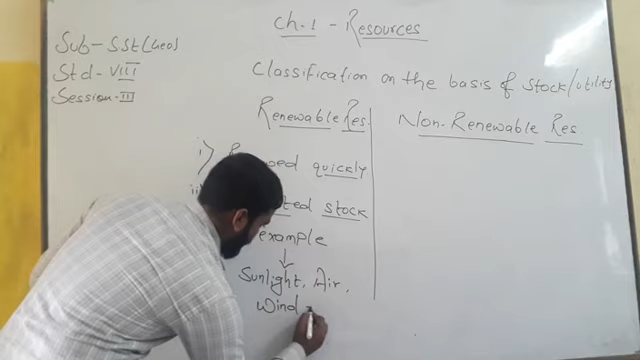 Ch.1 - Resources
Sub - SSt (Geo)
Std - VIII
Session - III
Classification on the basis of stock/utility
Renewable Res. Non-Renewable Res.
i) quickly
ii) stock
example
↓
Sunlight, Air,
Wind